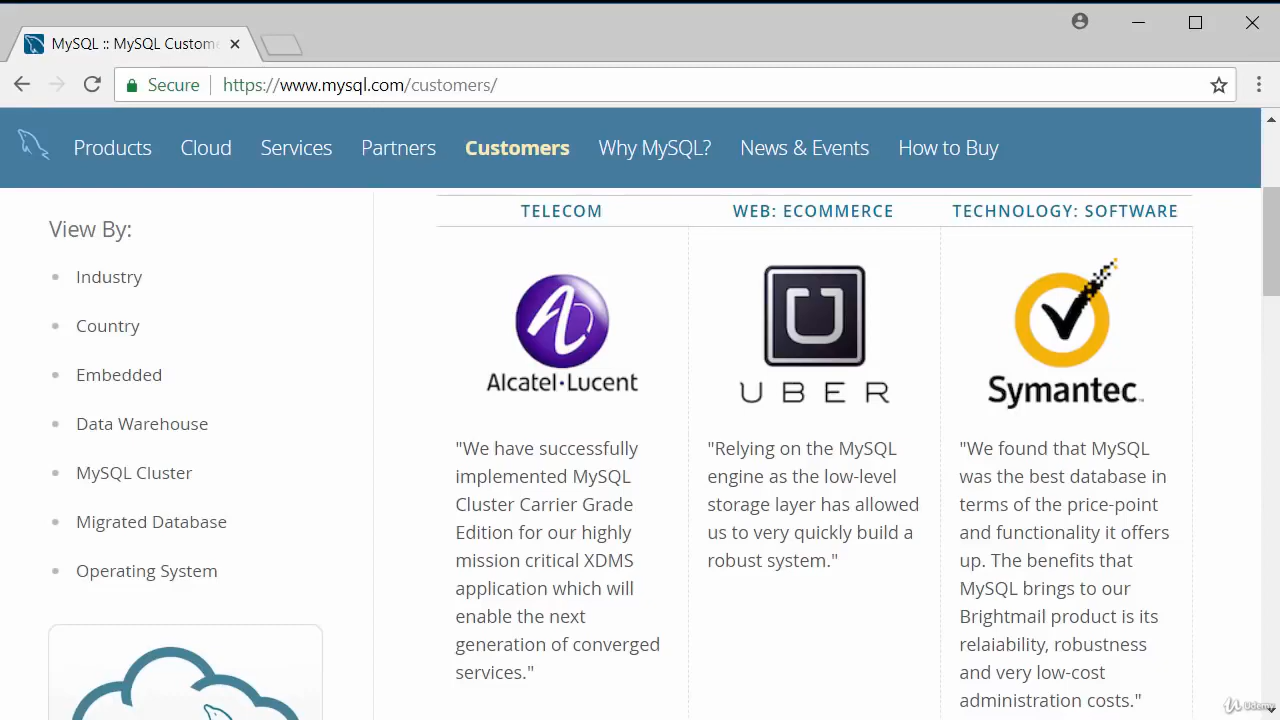 MySQL :: MySQL Custom
Secure
https://www.mysql.com/customers/
Products Cloud Services Partners Customers Why MySQL? News & Events How to Buy
View By:
Industry
Country
Embedded
Data Warehouse
MySQL Cluster
Migrated Database
Operating System
TELECOM
Alcatel·Lucent
"We have successfully
implemented MySQL
Cluster Carrier Grade
Edition for our highly
mission critical XDMS
application which will
enable the next
generation of converged
services."
WEB: ECOMMERCE
UBER
"Relying on the MySQL
engine as the low-level
storage layer has allowed
us to very quickly build a
robust system."
TECHNOLOGY: SOFTWARE
Symantec™
"We found that MySQL
was the best database in
terms of the price-point
and functionality it offers
up. The benefits that
MySQL brings to our
Brightmail product is its
relaiability, robustness
and very low-cost
administration costs."
Udemy